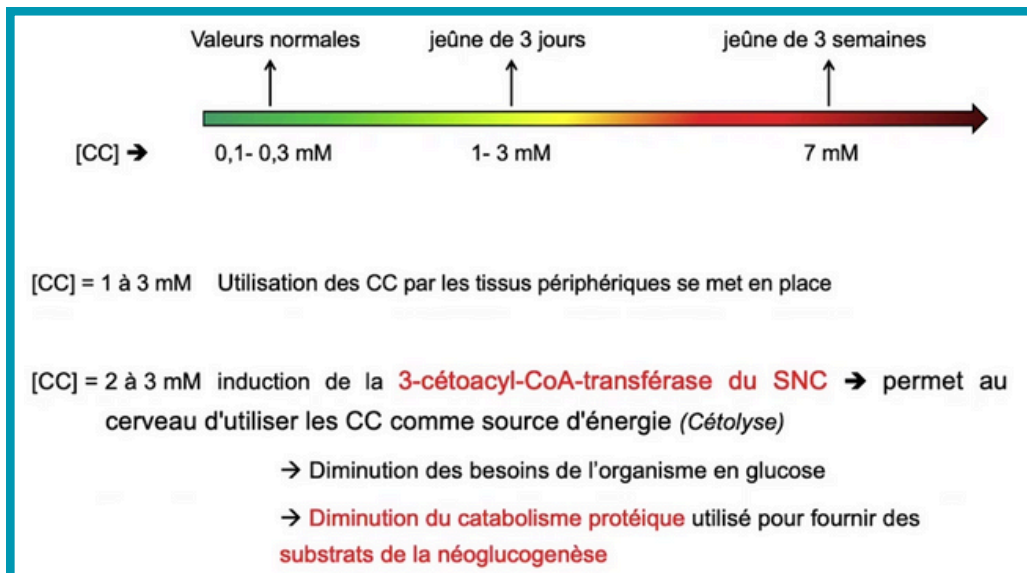 Valeurs normales jeûne de 3 jours jeûne de 3 semaines
[CC] ➔ 0,1- 0,3 mM 1- 3 mM 7 mM
[CC] = 1 à 3 mM Utilisation des CC par les tissus périphériques se met en place
[CC] = 2 à 3 mM induction de la 3-cétoacyl-CoA-transférase du SNC ➔ permet au
cerveau d'utiliser les CC comme source d'énergie (Cétolyse)
→ Diminution des besoins de l'organisme en glucose
→ Diminution du catabolisme protéique utilisé pour fournir des
substrats de la néoglucogenèse